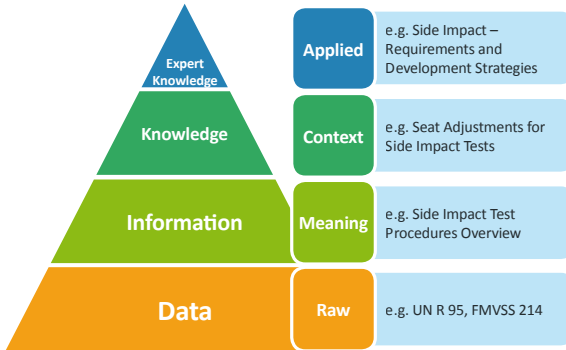 Expert
Knowledge
Applied
e.g. Side Impact –
Requirements and
Development Strategies
Knowledge
Context
e.g. Seat Adjustments for
Side Impact Tests
Information
Meaning
e.g. Side Impact Test
Procedures Overview
Data
Raw
e.g. UN R 95, FMVSS 214